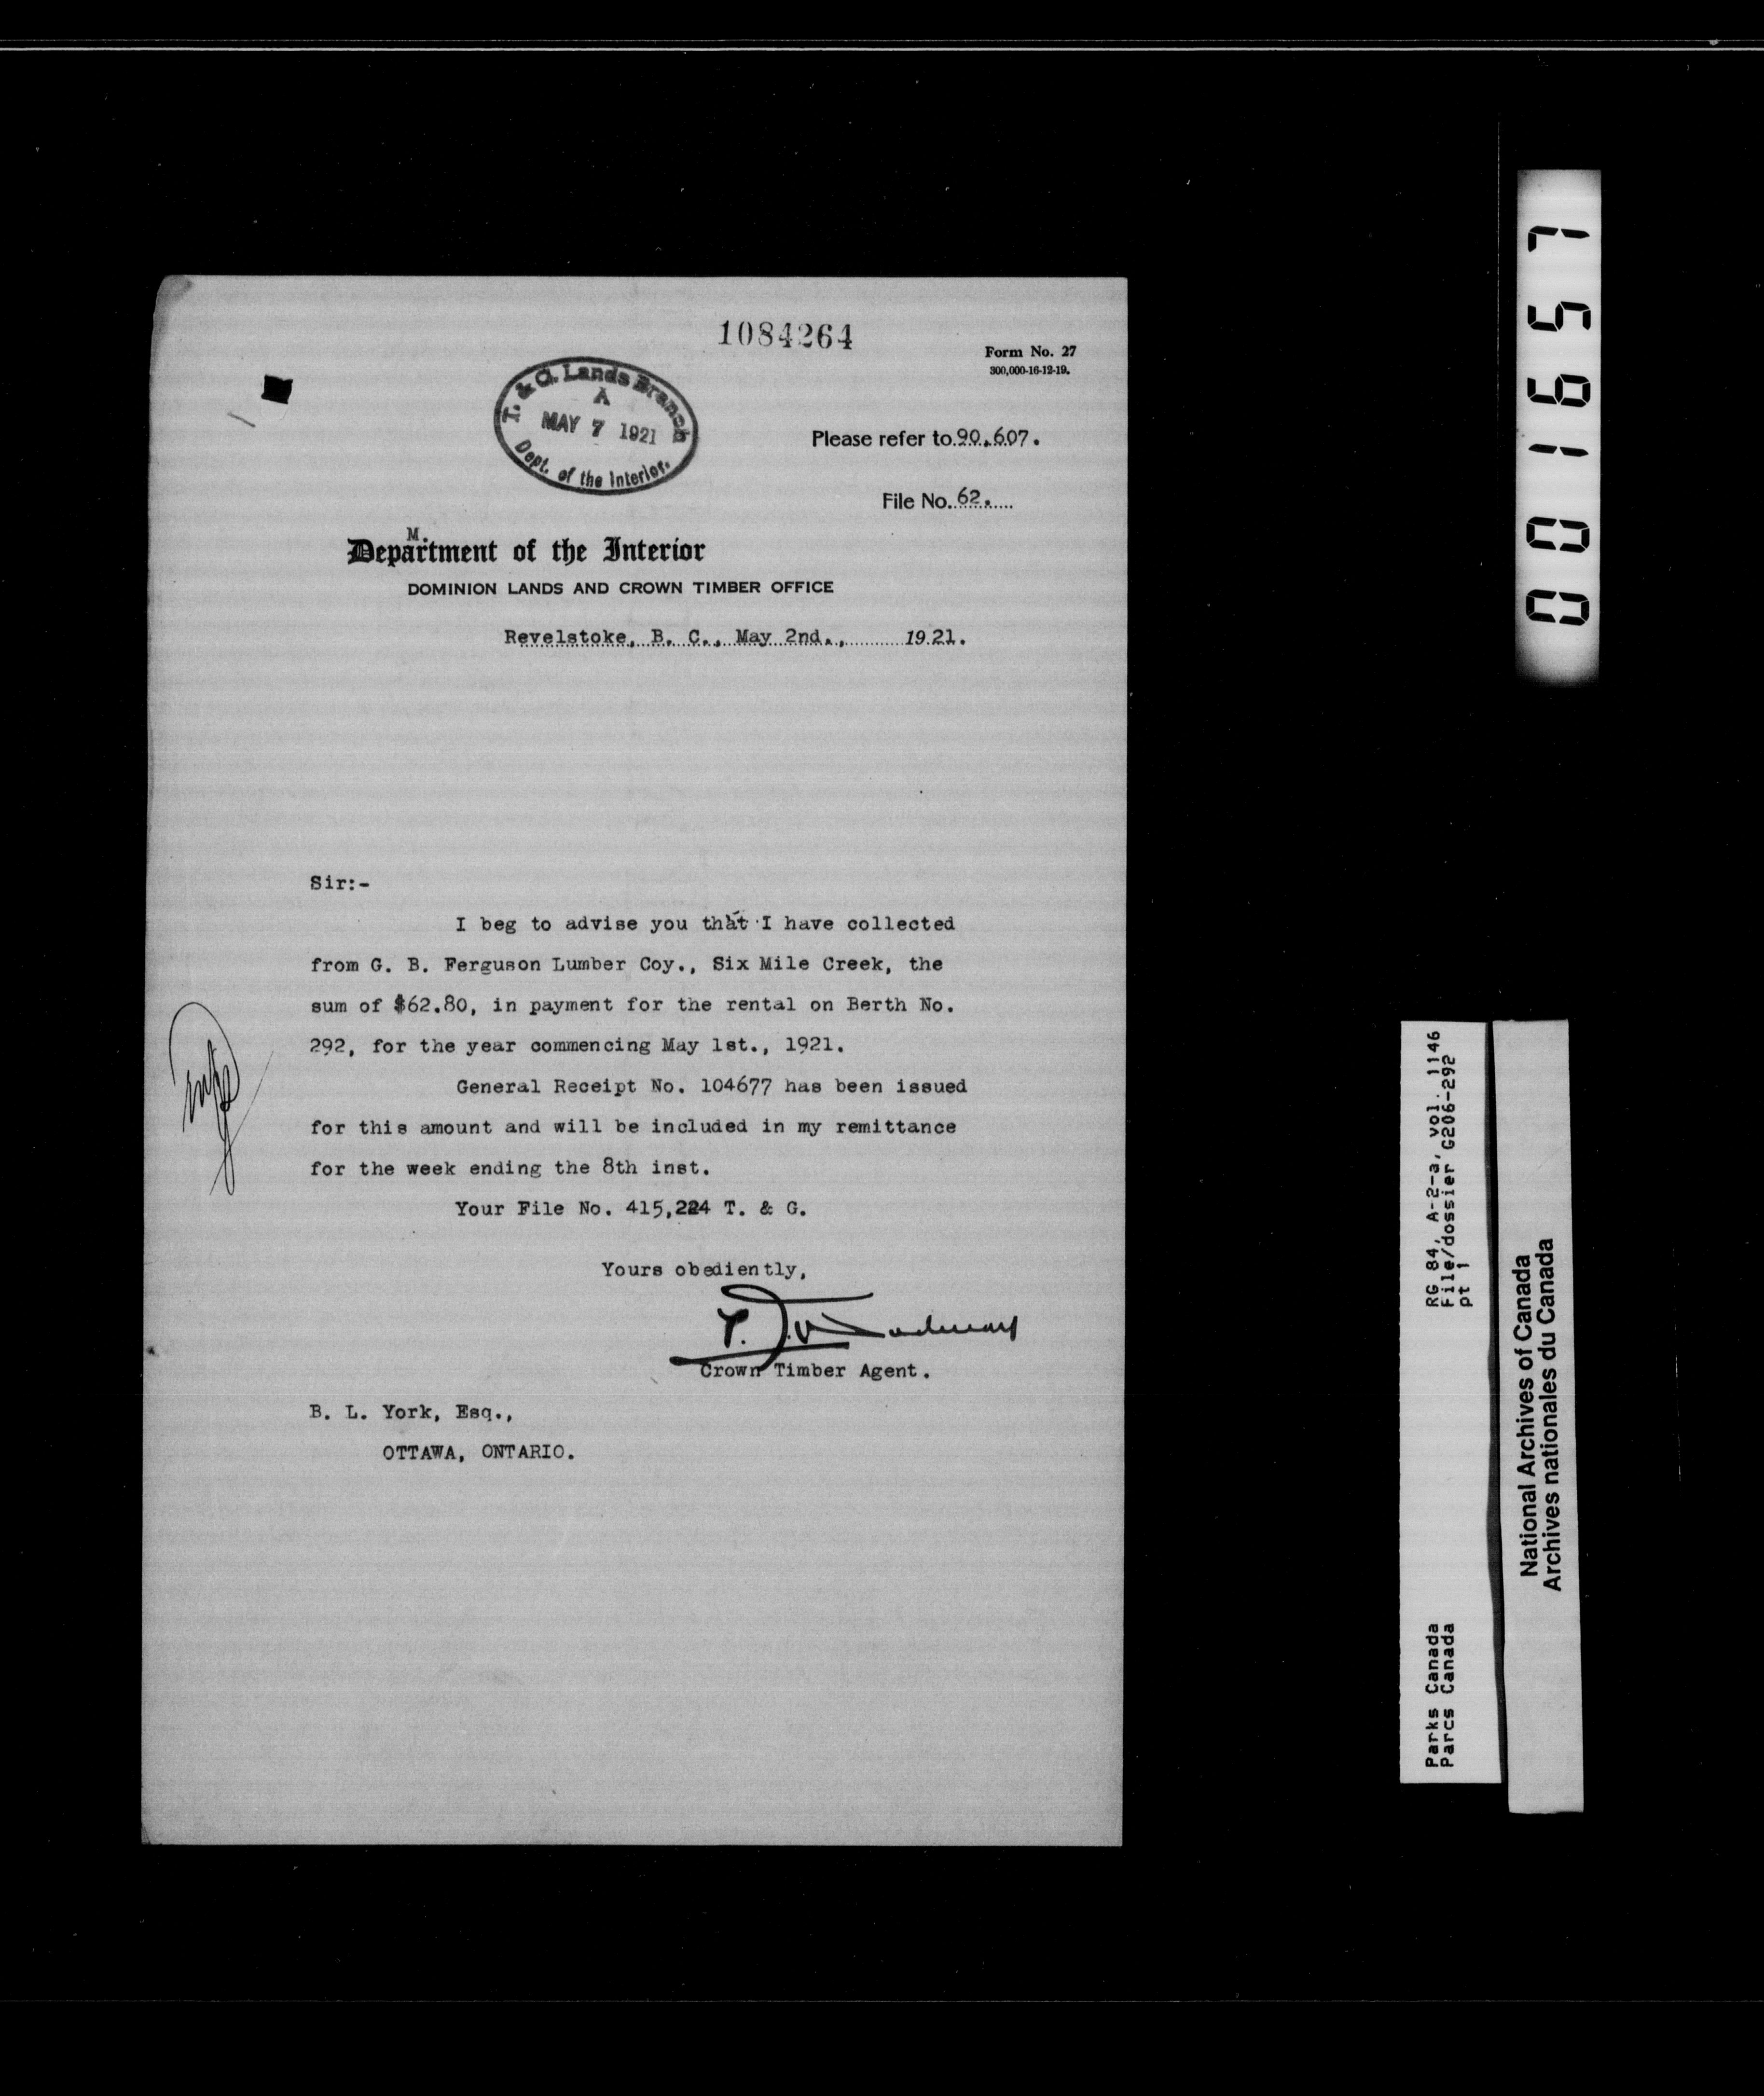 1084264
Form No. 27
300,000-16-12-19.
T. & G. Lands Branch
A
MAY 7 1921
Dept. of the Interior.
Please refer to 90,607.
File No. 62.
M.
Department of the Interior
DOMINION LANDS AND CROWN TIMBER OFFICE
Revelstoke, B. C., May 2nd., 1921.
Sir:-
I beg to advise you that I have collected
from G. B. Ferguson Lumber Coy., Six Mile Creek, the
sum of $62.80, in payment for the rental on Berth No.
292, for the year commencing May 1st., 1921.
General Receipt No. 104677 has been issued
for this amount and will be included in my remittance
for the week ending the 8th inst.
Your File No. 415,224 T. & G.
Yours obediently,
Crown Timber Agent.
B. L. York, Esq.,
OTTAWA, ONTARIO.
001657
RG 84, A-2-a, vol. 1146
File/dossier G206-292
pt 1
Parks Canada
Parcs Canada
National Archives of Canada
Archives nationales du Canada